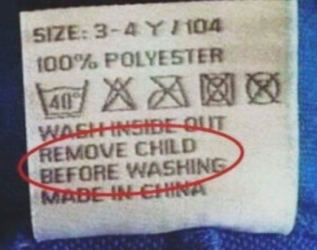 SIZE: 3-4 Y / 104
100% POLYESTER
40°
WASH INSIDE OUT
REMOVE CHILD
BEFORE WASHING
MADE IN CHINA